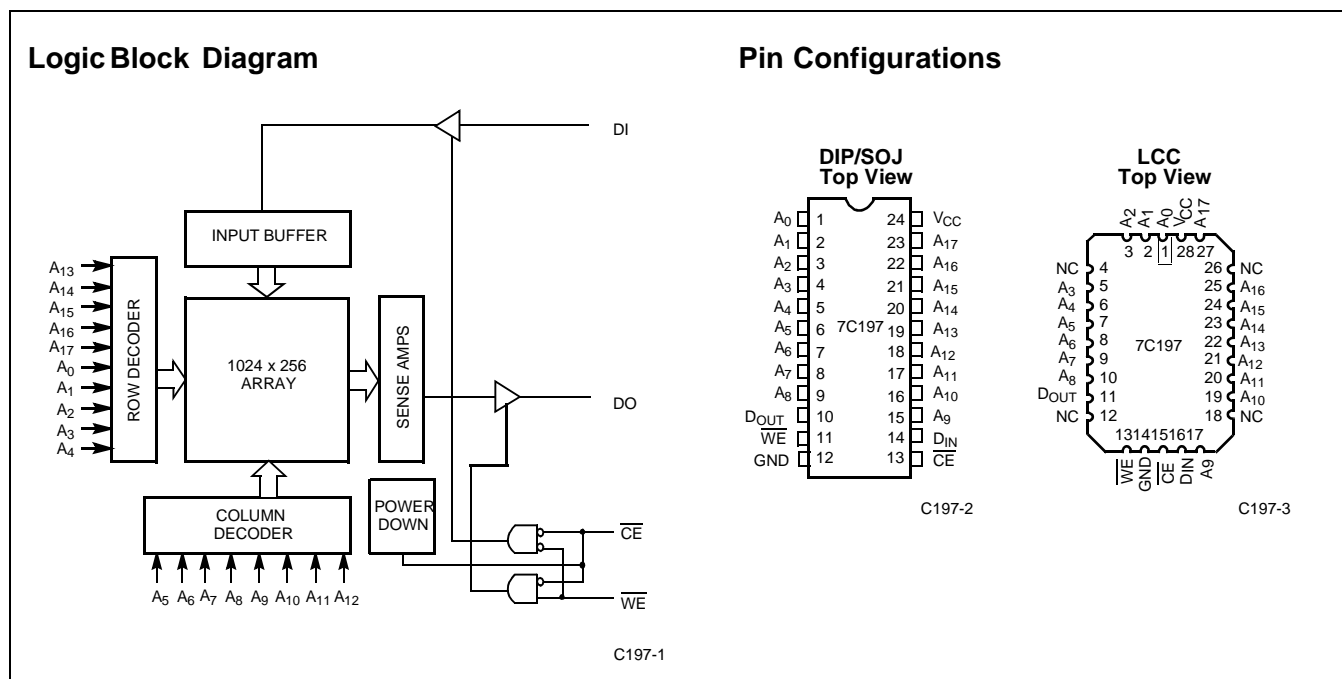 Logic Block Diagram
DI
INPUT BUFFER
A13
A14
A15
A16
A17
A0
A1
A2
A3
A4
ROW DECODER
1024 x 256
ARRAY
SENSE AMPS
DO
COLUMN
DECODER
POWER
DOWN
CE
WE
A5 A6 A7 A8 A9 A10 A11 A12
C197-1
Pin Configurations
DIP/SOJ
Top View
A0 1 24 VCC
A1 2 23 A17
A2 3 22 A16
A3 4 21 A15
A4 5 20 A14
A5 6 7C197 19 A13
A6 7 18 A12
A7 8 17 A11
A8 9 16 A10
DOUT 10 15 A9
WE 11 14 DIN
GND 12 13 CE
C197-2
LCC
Top View
A2 A1 A0 VCC A17
3 2 1 28 27
NC 4 26 NC
A3 5 25 A16
A4 6 24 A15
A5 7 23 A14
A6 8 7C197 22 A13
A7 9 21 A12
A8 10 20 A11
DOUT 11 19 A10
NC 12 18 NC
13 14 15 16 17
WE GND CE DIN A9
C197-3